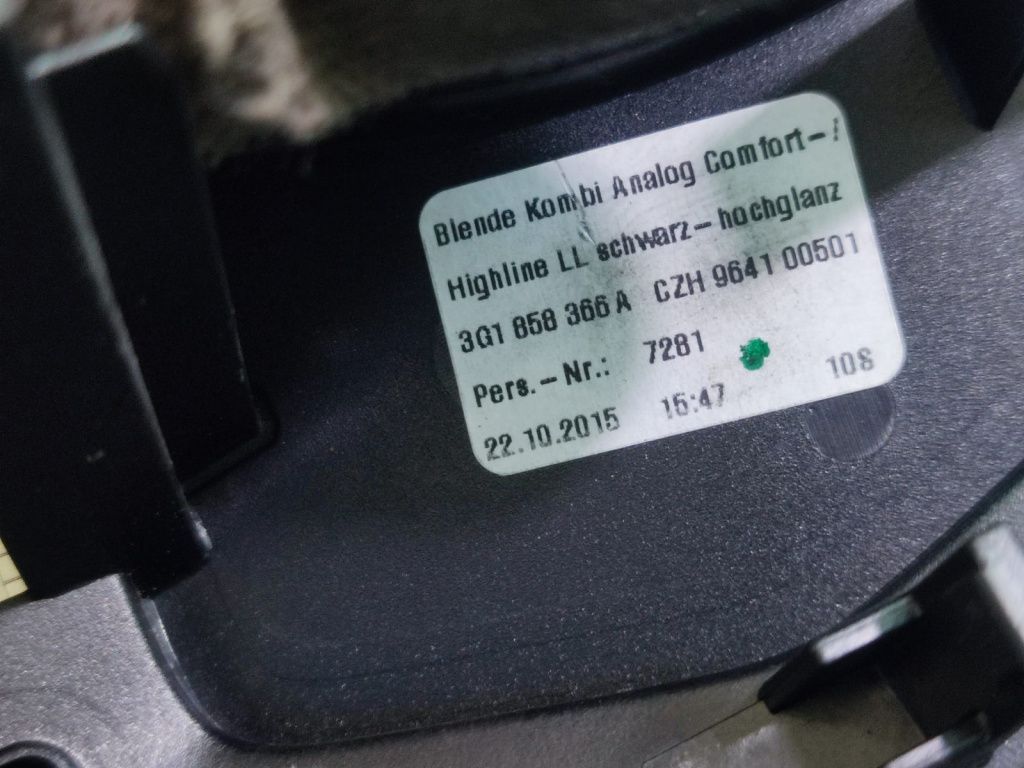 Blende Kombi Analog Comfort-/
Highline LL schwarz-hochglanz
3G1 858 366 A CZH 9641 00501
Pers.-Nr.: 7281
22.10.2015 15:47 108